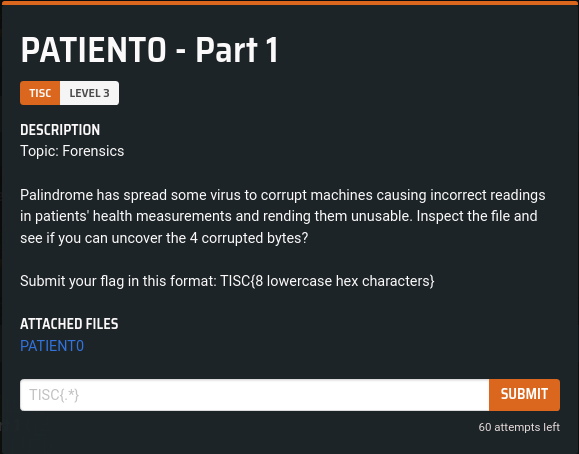 PATIENT0 - Part 1
TISC LEVEL 3
DESCRIPTION
Topic: Forensics
Palindrome has spread some virus to corrupt machines causing incorrect readings
in patients' health measurements and rending them unusable. Inspect the file and
see if you can uncover the 4 corrupted bytes?
Submit your flag in this format: TISC{8 lowercase hex characters}
ATTACHED FILES
PATIENT0
TISC{.*} SUBMIT
60 attempts left